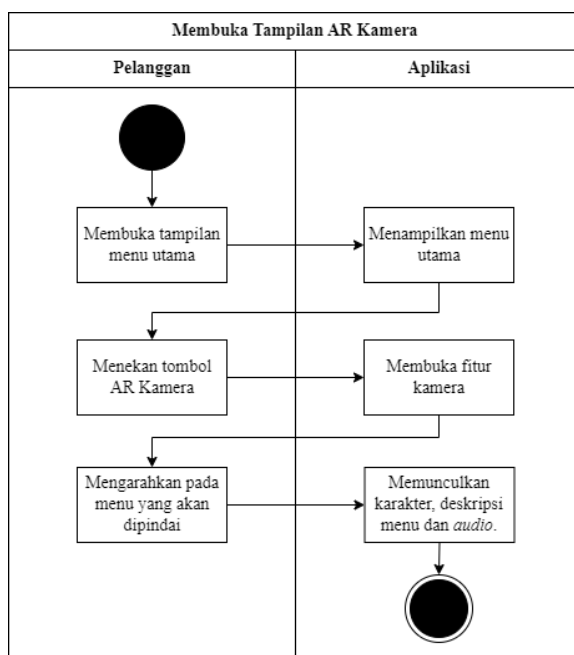 Membuka Tampilan AR Kamera
Pelanggan
Aplikasi
Membuka tampilan
menu utama
Menampilkan menu
utama
Menekan tombol
AR Kamera
Membuka fitur
kamera
Mengarahkan pada
menu yang akan
dipindai
Memunculkan
karakter, deskripsi
menu dan audio.